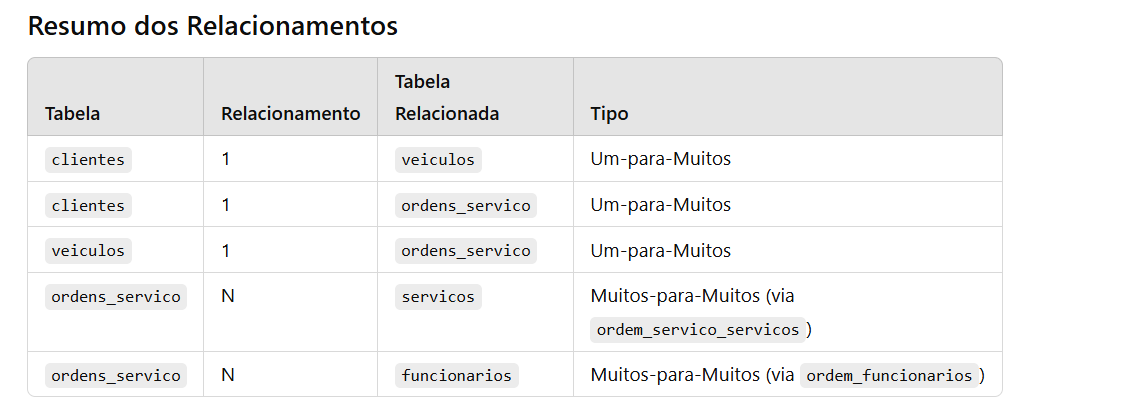 Resumo dos Relacionamentos
Tabela Relacionamento Tabela Relacionada Tipo
clientes 1 veiculos Um-para-Muitos
clientes 1 ordens_servico Um-para-Muitos
veiculos 1 ordens_servico Um-para-Muitos
ordens_servico N servicos Muitos-para-Muitos (via
ordem_servico_servicos)
ordens_servico N funcionarios Muitos-para-Muitos (via ordem_funcionarios)